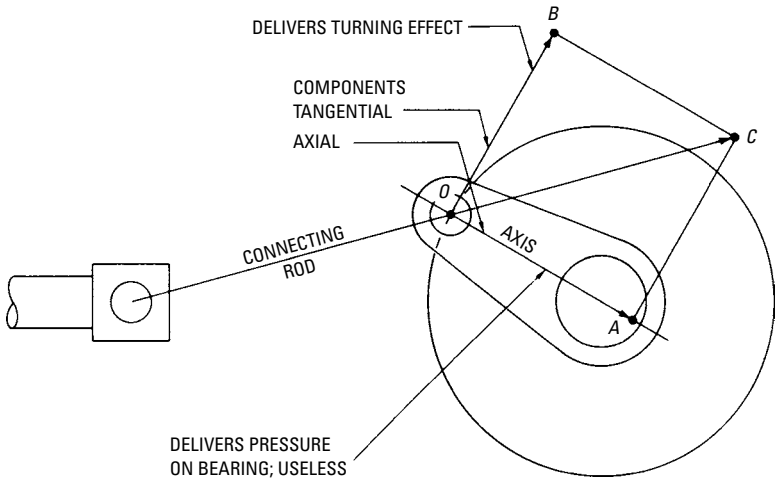 B
DELIVERS TURNING EFFECT
COMPONENTS
TANGENTIAL
AXIAL
C
O
AXIS
CONNECTING
ROD
A
DELIVERS PRESSURE
ON BEARING; USELESS